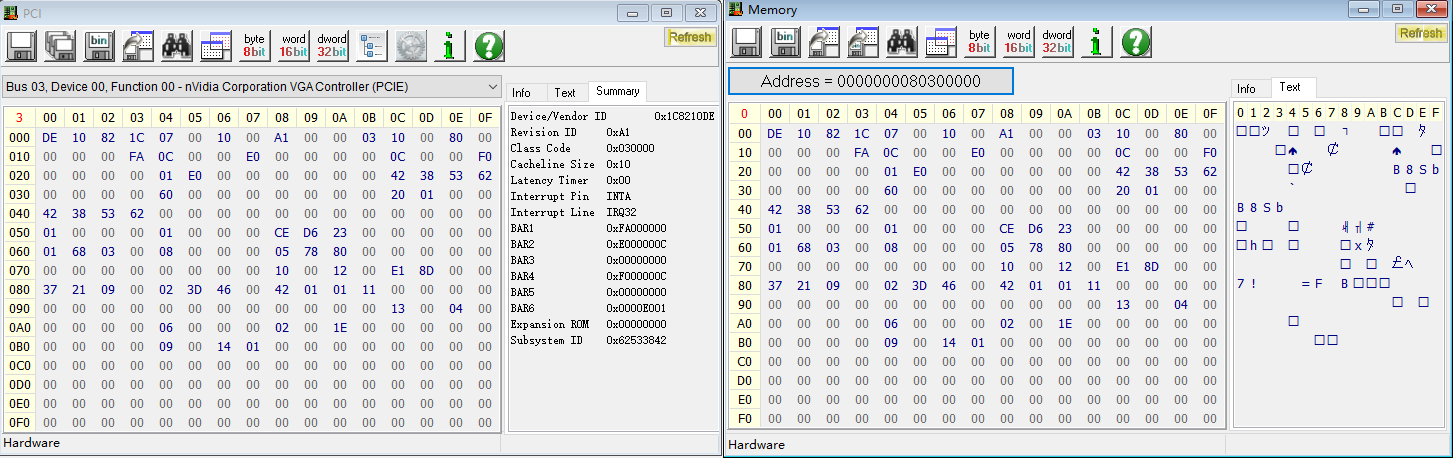 PCI
byte 8bit
word 16bit
dword 32bit
Refresh
Bus 03, Device 00, Function 00 - nVidia Corporation VGA Controller (PCIE)
3 00 01 02 03 04 05 06 07 08 09 0A 0B 0C 0D 0E 0F
000 DE 10 82 1C 07 00 10 00 A1 00 00 03 10 00 80 00
010 00 00 00 FA 0C 00 00 E0 00 00 00 00 0C 00 00 F0
020 00 00 00 00 01 E0 00 00 00 00 00 00 42 38 53 62
030 00 00 00 00 60 00 00 00 00 00 00 00 20 01 00 00
040 42 38 53 62 00 00 00 00 00 00 00 00 00 00 00 00
050 01 00 00 00 01 00 00 00 CE D6 23 00 00 00 00 00
060 01 68 03 00 08 00 00 00 05 78 80 00 00 00 00 00
070 00 00 00 00 00 00 00 00 10 00 12 00 E1 8D 00 00
080 37 21 09 00 02 3D 46 00 42 01 01 11 00 00 00 00
090 00 00 00 00 00 00 00 00 00 00 00 00 13 00 04 00
0A0 00 00 00 00 06 00 00 00 02 00 1E 00 00 00 00 00
0B0 00 00 00 00 09 00 14 01 00 00 00 00 00 00 00 00
0C0 00 00 00 00 00 00 00 00 00 00 00 00 00 00 00 00
0D0 00 00 00 00 00 00 00 00 00 00 00 00 00 00 00 00
0E0 00 00 00 00 00 00 00 00 00 00 00 00 00 00 00 00
0F0 00 00 00 00 00 00 00 00 00 00 00 00 00 00 00 00
Info Text Summary
Device/Vendor ID 0x1C8210DE
Revision ID 0xA1
Class Code 0x030000
Cacheline Size 0x10
Latency Timer 0x00
Interrupt Pin INTA
Interrupt Line IRQ32
BAR1 0xFA000000
BAR2 0xE000000C
BAR3 0x00000000
BAR4 0xF000000C
BAR5 0x00000000
BAR6 0x0000E001
Expansion ROM 0x00000000
Subsystem ID 0x62533842
Hardware
Memory
byte 8bit
word 16bit
dword 32bit
Refresh
Address = 0000000080300000
0 00 01 02 03 04 05 06 07 08 09 0A 0B 0C 0D 0E 0F
00 DE 10 82 1C 07 00 10 00 A1 00 00 03 10 00 80 00
10 00 00 00 FA 0C 00 00 E0 00 00 00 00 0C 00 00 F0
20 00 00 00 00 01 E0 00 00 00 00 00 00 42 38 53 62
30 00 00 00 00 60 00 00 00 00 00 00 00 20 01 00 00
40 42 38 53 62 00 00 00 00 00 00 00 00 00 00 00 00
50 01 00 00 00 01 00 00 00 CE D6 23 00 00 00 00 00
60 01 68 03 00 08 00 00 00 05 78 80 00 00 00 00 00
70 00 00 00 00 00 00 00 00 10 00 12 00 E1 8D 00 00
80 37 21 09 00 02 3D 46 00 42 01 01 11 00 00 00 00
90 00 00 00 00 00 00 00 00 00 00 00 00 13 00 04 00
A0 00 00 00 00 06 00 00 00 02 00 1E 00 00 00 00 00
B0 00 00 00 00 09 00 14 01 00 00 00 00 00 00 00 00
C0 00 00 00 00 00 00 00 00 00 00 00 00 00 00 00 00
D0 00 00 00 00 00 00 00 00 00 00 00 00 00 00 00 00
E0 00 00 00 00 00 00 00 00 00 00 00 00 00 00 00 00
F0 00 00 00 00 00 00 00 00 00 00 00 00 00 00 00 00
Info Text
0 1 2 3 4 5 6 7 8 9 A B C D E F
B 8 S b
`
B 8 S b
#
h x
7 ! = F B
Hardware